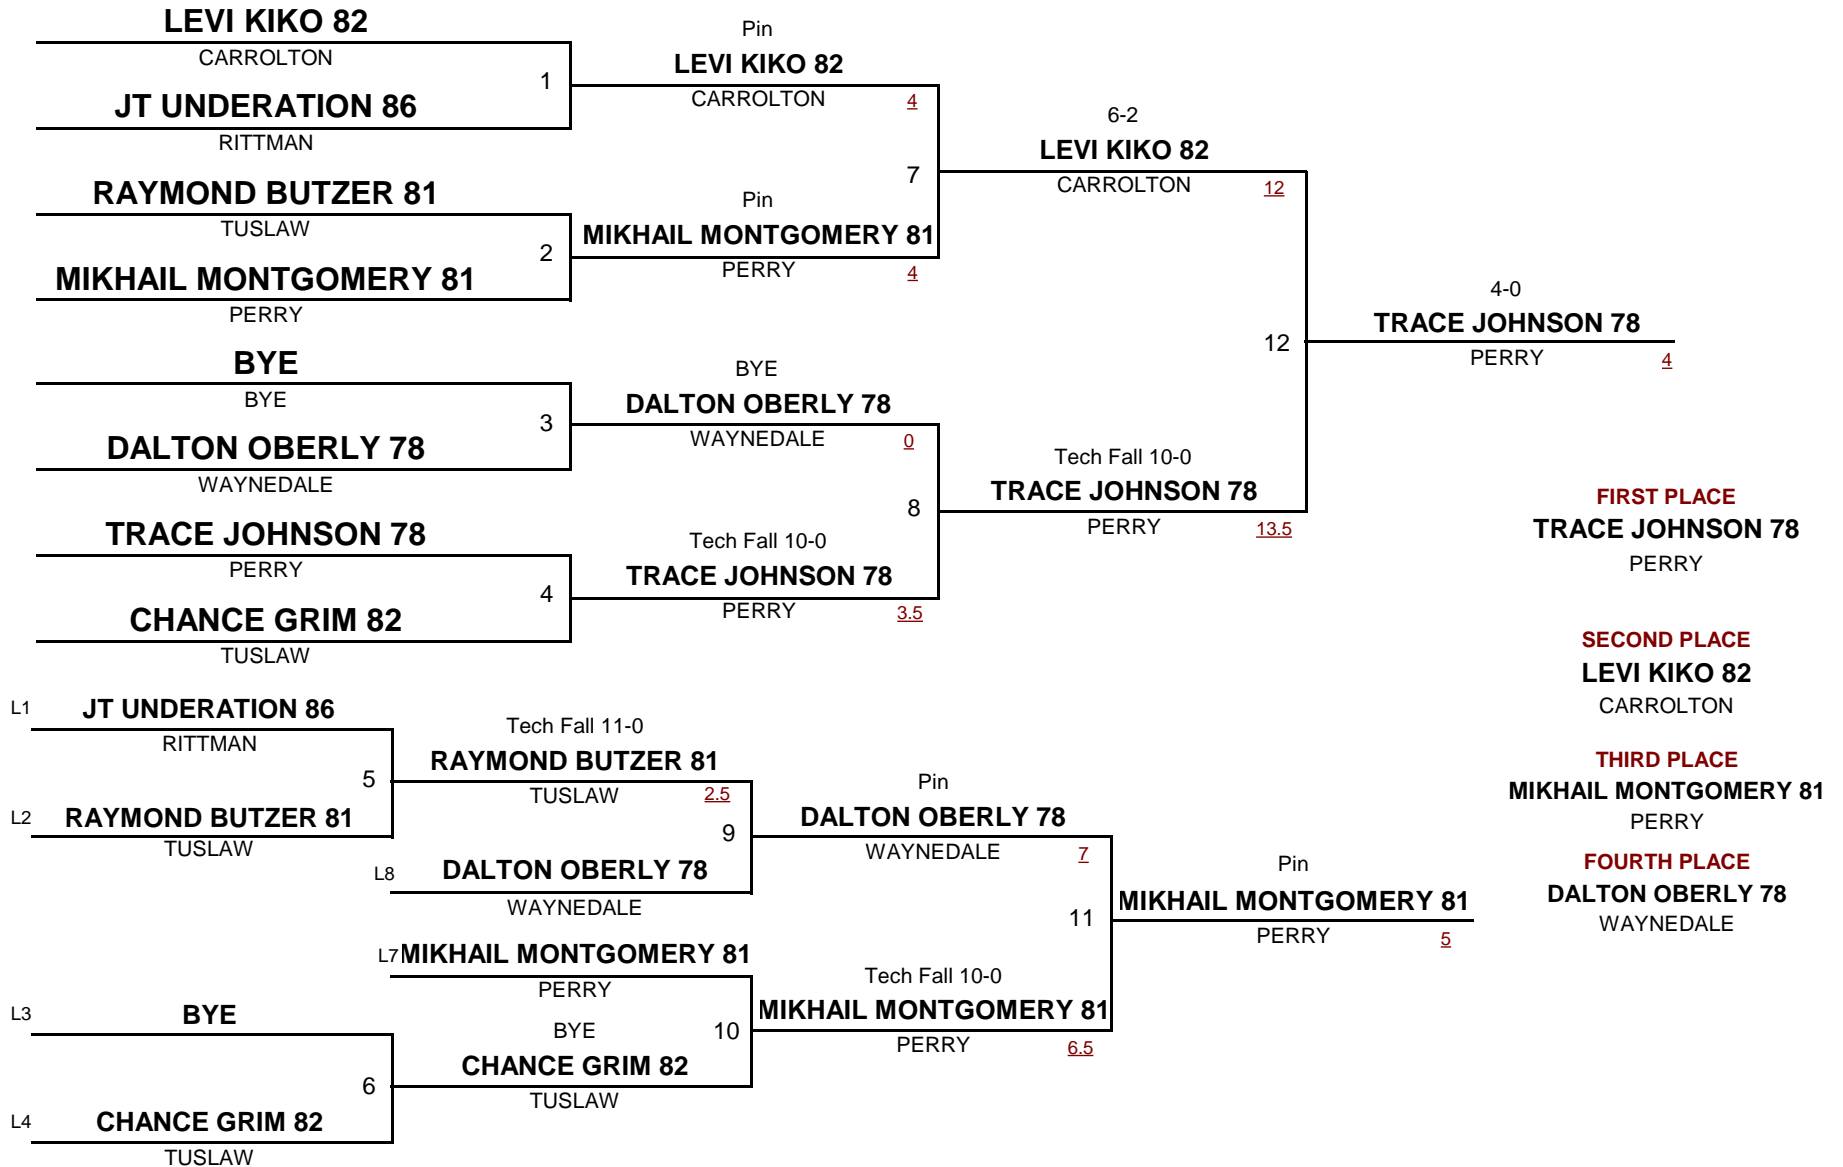 LEVI KIKO 82
CARROLTON
1
JT UNDERATION 86
RITTMAN
RAYMOND BUTZER 81
TUSLAW
2
MIKHAIL MONTGOMERY 81
PERRY
BYE
BYE
3
DALTON OBERLY 78
WAYNEDALE
TRACE JOHNSON 78
PERRY
4
CHANCE GRIM 82
TUSLAW
Pin
LEVI KIKO 82
CARROLTON 4
7
Pin
MIKHAIL MONTGOMERY 81
PERRY 4
BYE
DALTON OBERLY 78
WAYNEDALE 0
8
Tech Fall 10-0
TRACE JOHNSON 78
PERRY 3.5
6-2
LEVI KIKO 82
CARROLTON 12
12
Tech Fall 10-0
TRACE JOHNSON 78
PERRY 13.5
4-0
TRACE JOHNSON 78
PERRY 4
FIRST PLACE
TRACE JOHNSON 78
PERRY
SECOND PLACE
LEVI KIKO 82
CARROLTON
THIRD PLACE
MIKHAIL MONTGOMERY 81
PERRY
FOURTH PLACE
DALTON OBERLY 78
WAYNEDALE
L1 JT UNDERATION 86
RITTMAN
5
L2 RAYMOND BUTZER 81
TUSLAW
L3 BYE
6
L4 CHANCE GRIM 82
TUSLAW
Tech Fall 11-0
RAYMOND BUTZER 81
TUSLAW 2.5
9
L8 DALTON OBERLY 78
WAYNEDALE
L7 MIKHAIL MONTGOMERY 81
PERRY
BYE 10
CHANCE GRIM 82
TUSLAW
Pin
DALTON OBERLY 78
WAYNEDALE 7
11
Tech Fall 10-0
MIKHAIL MONTGOMERY 81
PERRY 6.5
Pin
MIKHAIL MONTGOMERY 81
PERRY 5